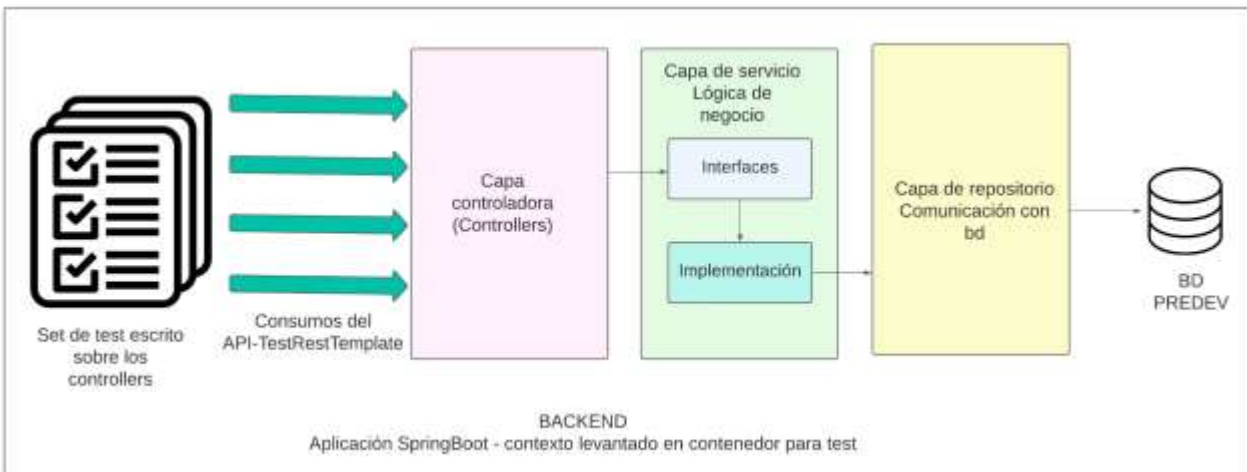 Set de test escrito
sobre los
controllers
Consumos del
API-TestRestTemplate
Capa
controladora
(Controllers)
Capa de servicio
Lógica de
negocio
Interfaces
Implementación
Capa de repositorio
Comunicación con
bd
BD
PREDEV
BACKEND
Aplicación SpringBoot - contexto levantado en contenedor para test